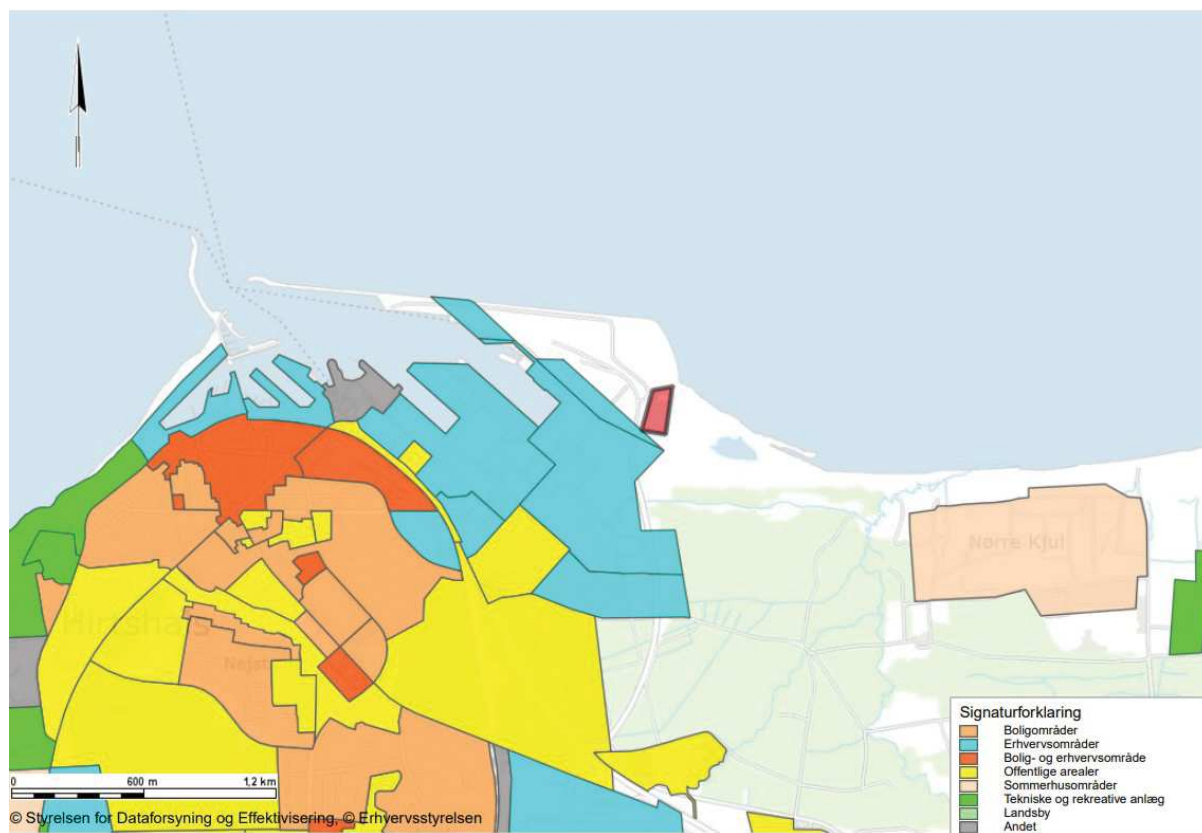 Nørre Kjul
Hirtshals
0
600 m
1,2 km
© Styrelsen for Dataforsyning og Effektivisering, © Erhvervsstyrelsen
Signaturforklaring
Boligområder
Erhvervsområder
Bolig- og erhvervsområde
Offentlige arealer
Sommerhusområder
Tekniske og rekreative anlæg
Landsby
Andet